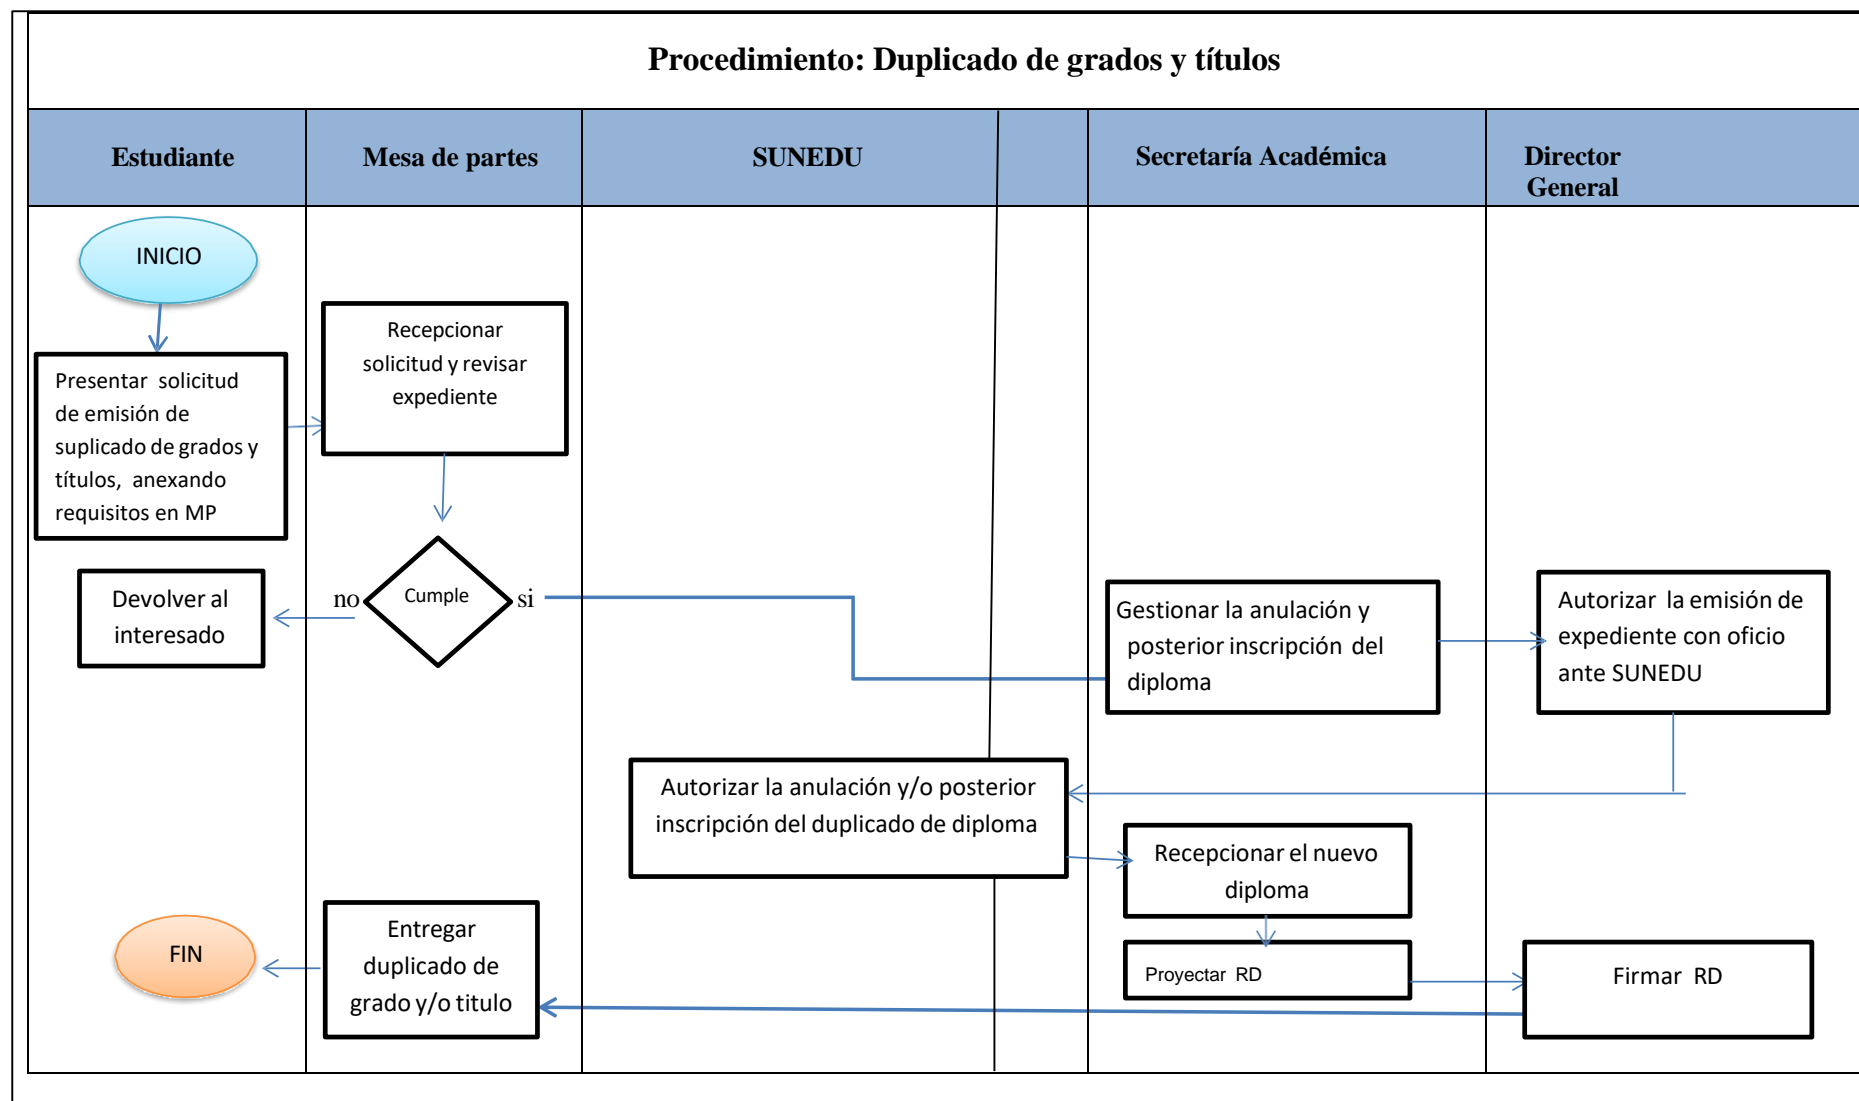 Procedimiento: Duplicado de grados y títulos
Estudiante
Mesa de partes
SUNEDU
Secretaría Académica
Director
General
INICIO
Presentar solicitud
de emisión de
suplicado de grados y
títulos, anexando
requisitos en MP
Recepcionar
solicitud y revisar
expediente
Devolver al
interesado
no
Cumple
si
Gestionar la anulación y
posterior inscripción del
diploma
Autorizar la emisión de
expediente con oficio
ante SUNEDU
Autorizar la anulación y/o posterior
inscripción del duplicado de diploma
Recepcionar el nuevo
diploma
Proyectar RD
Firmar RD
Entregar
duplicado de
grado y/o titulo
FIN